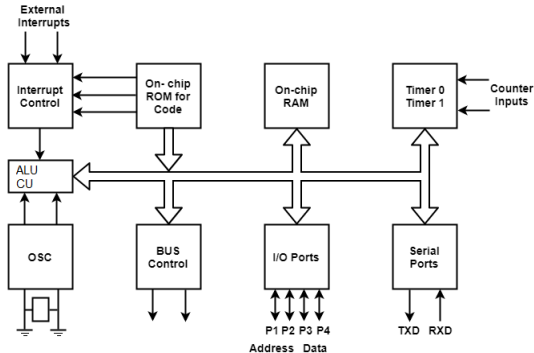 External
Interrupts
Interrupt
Control
On- chip
ROM for
Code
On-chip
RAM
Timer 0
Timer 1
Counter
Inputs
ALU
CU
OSC
BUS
Control
I/O Ports
Serial
Ports
P1 P2 P3 P4
Address Data
TXD RXD